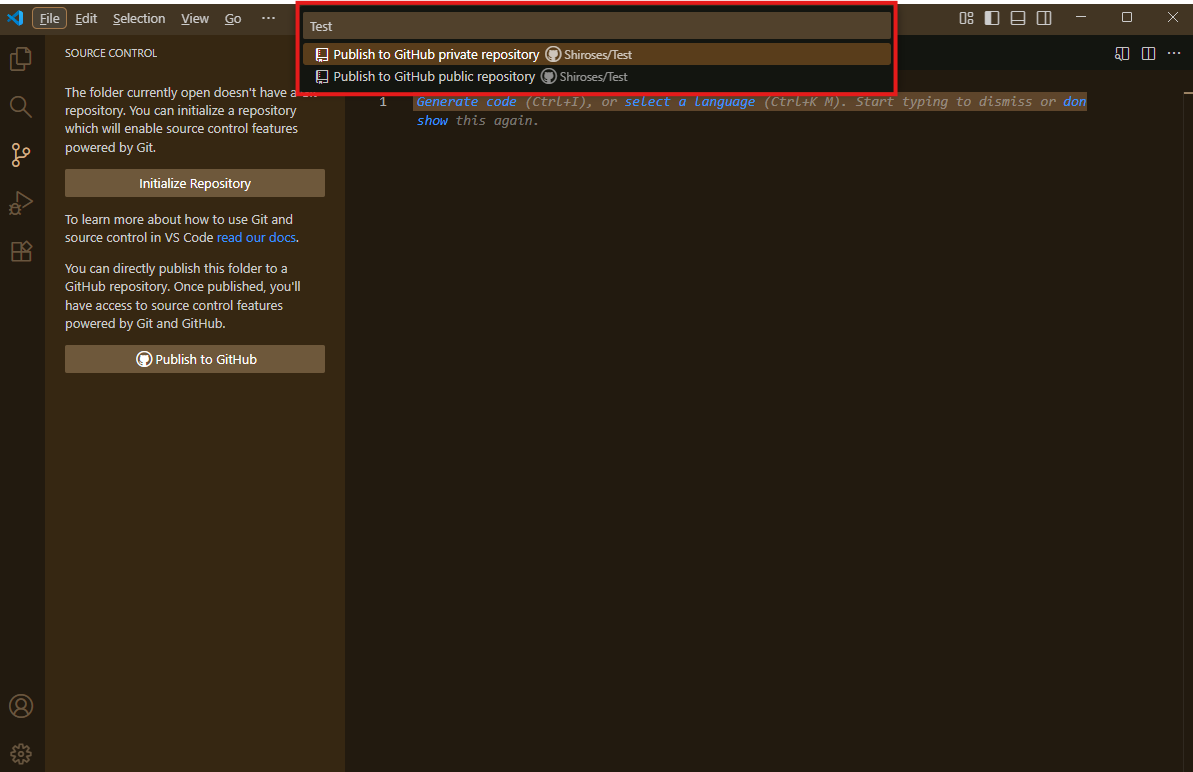 File Edit Selection View Go ···
Test
Publish to GitHub private repository Shiroses/Test
Publish to GitHub public repository Shiroses/Test
SOURCE CONTROL
The folder currently open doesn't have a
repository. You can initialize a repository
which will enable source control features
powered by Git.
Initialize Repository
To learn more about how to use Git and
source control in VS Code read our docs.
You can directly publish this folder to a
GitHub repository. Once published, you'll
have access to source control features
powered by Git and GitHub.
Publish to GitHub
1 Generate code (Ctrl+I), or select a language (Ctrl+K M). Start typing to dismiss or don
show this again.